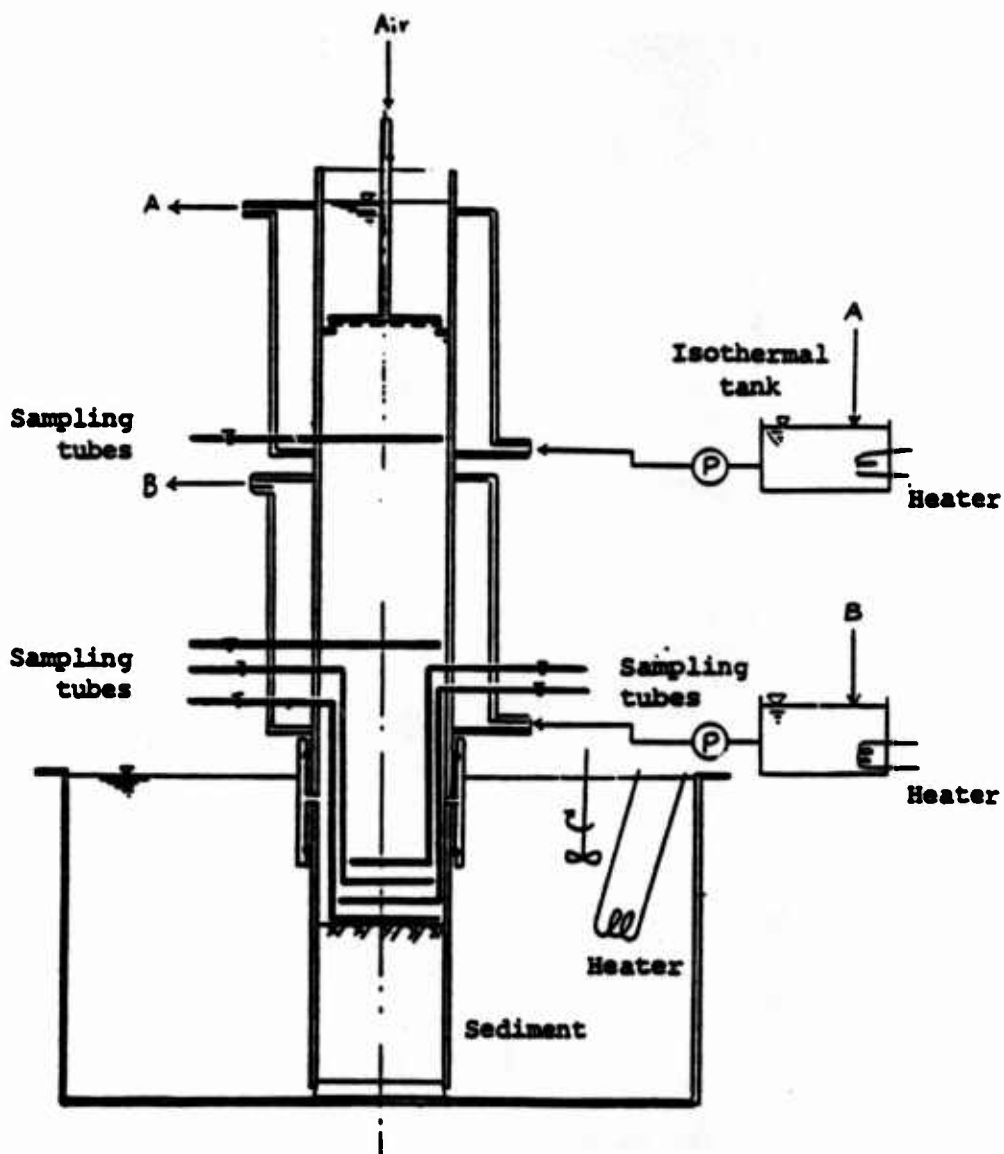 Air
A
A
Isothermal
tank
Sampling
tubes
P
Heater
B
B
Sampling
tubes
Sampling
tubes
P
Heater
Heater
Sediment